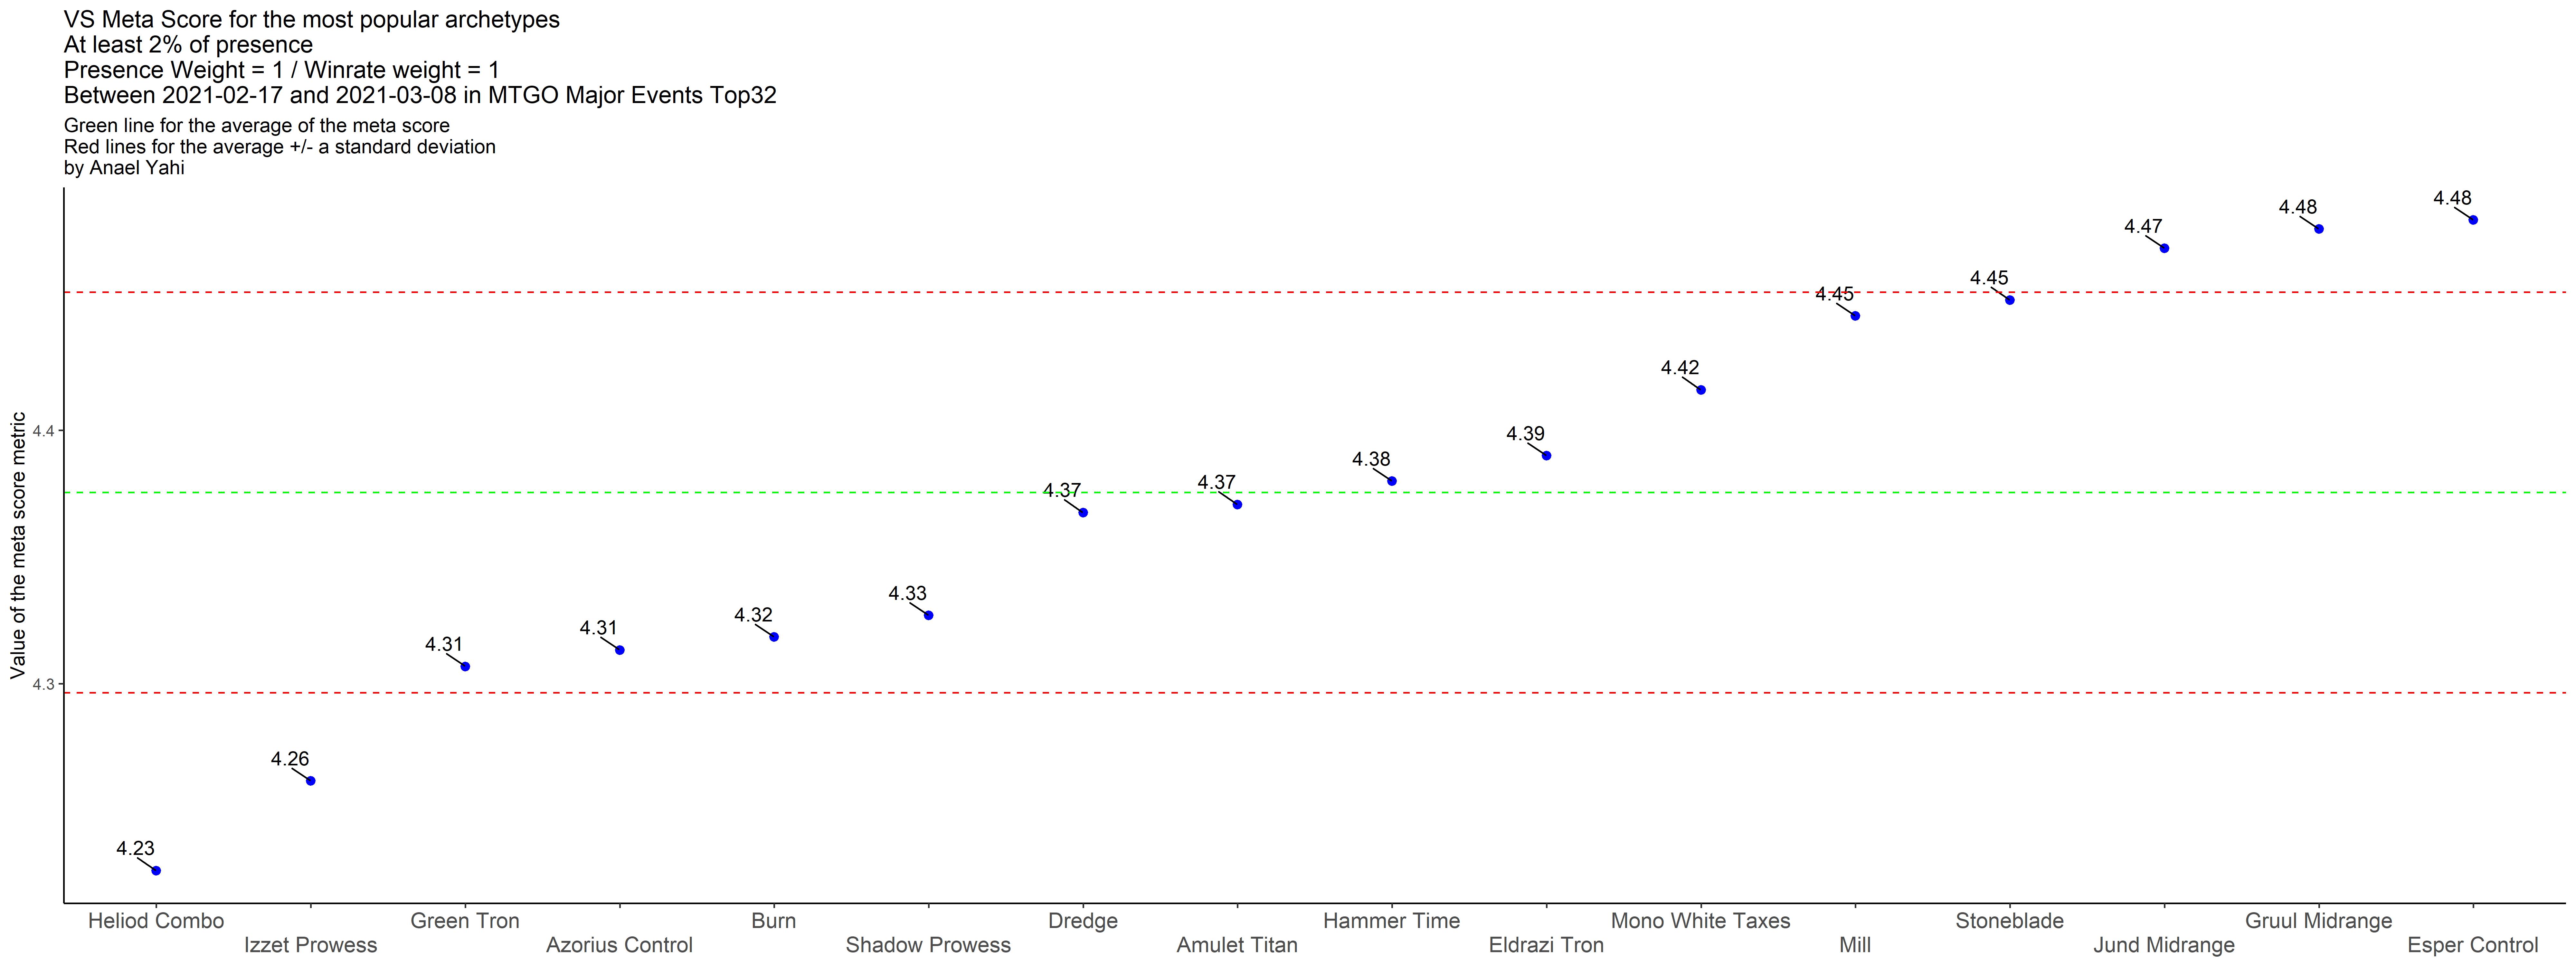 VS Meta Score for the most popular archetypes
At least 2% of presence
Presence Weight = 1 / Winrate weight = 1
Between 2021-02-17 and 2021-03-08 in MTGO Major Events Top32
Green line for the average of the meta score
Red lines for the average +/- a standard deviation
by Anael Yahi
Value of the meta score metric
4.4
4.3
4.23
4.26
4.31
4.31
4.32
4.33
4.37
4.37
4.38
4.39
4.42
4.45
4.45
4.47
4.48
4.48
Heliod Combo
Izzet Prowess
Green Tron
Azorius Control
Burn
Shadow Prowess
Dredge
Amulet Titan
Hammer Time
Eldrazi Tron
Mono White Taxes
Mill
Stoneblade
Jund Midrange
Gruul Midrange
Esper Control